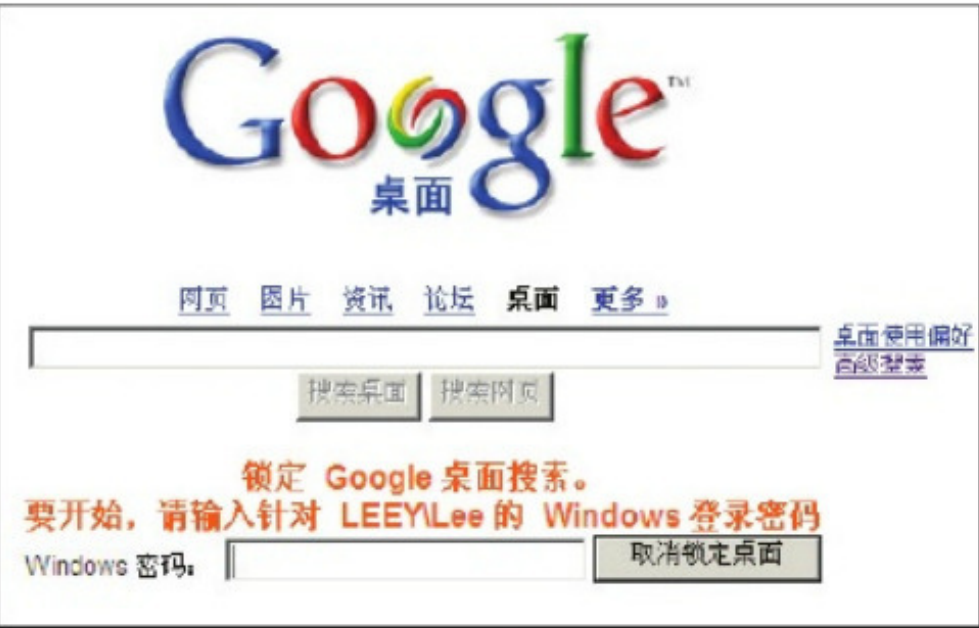 Google™
桌面
网页 图片 资讯 论坛 桌面 更多 »
桌面使用偏好
高级搜索
搜索桌面 搜索网页
锁定 Google 桌面搜索。
要开始，请输入针对 LEEY\Lee 的 Windows 登录密码
Windows 密码: 取消锁定桌面